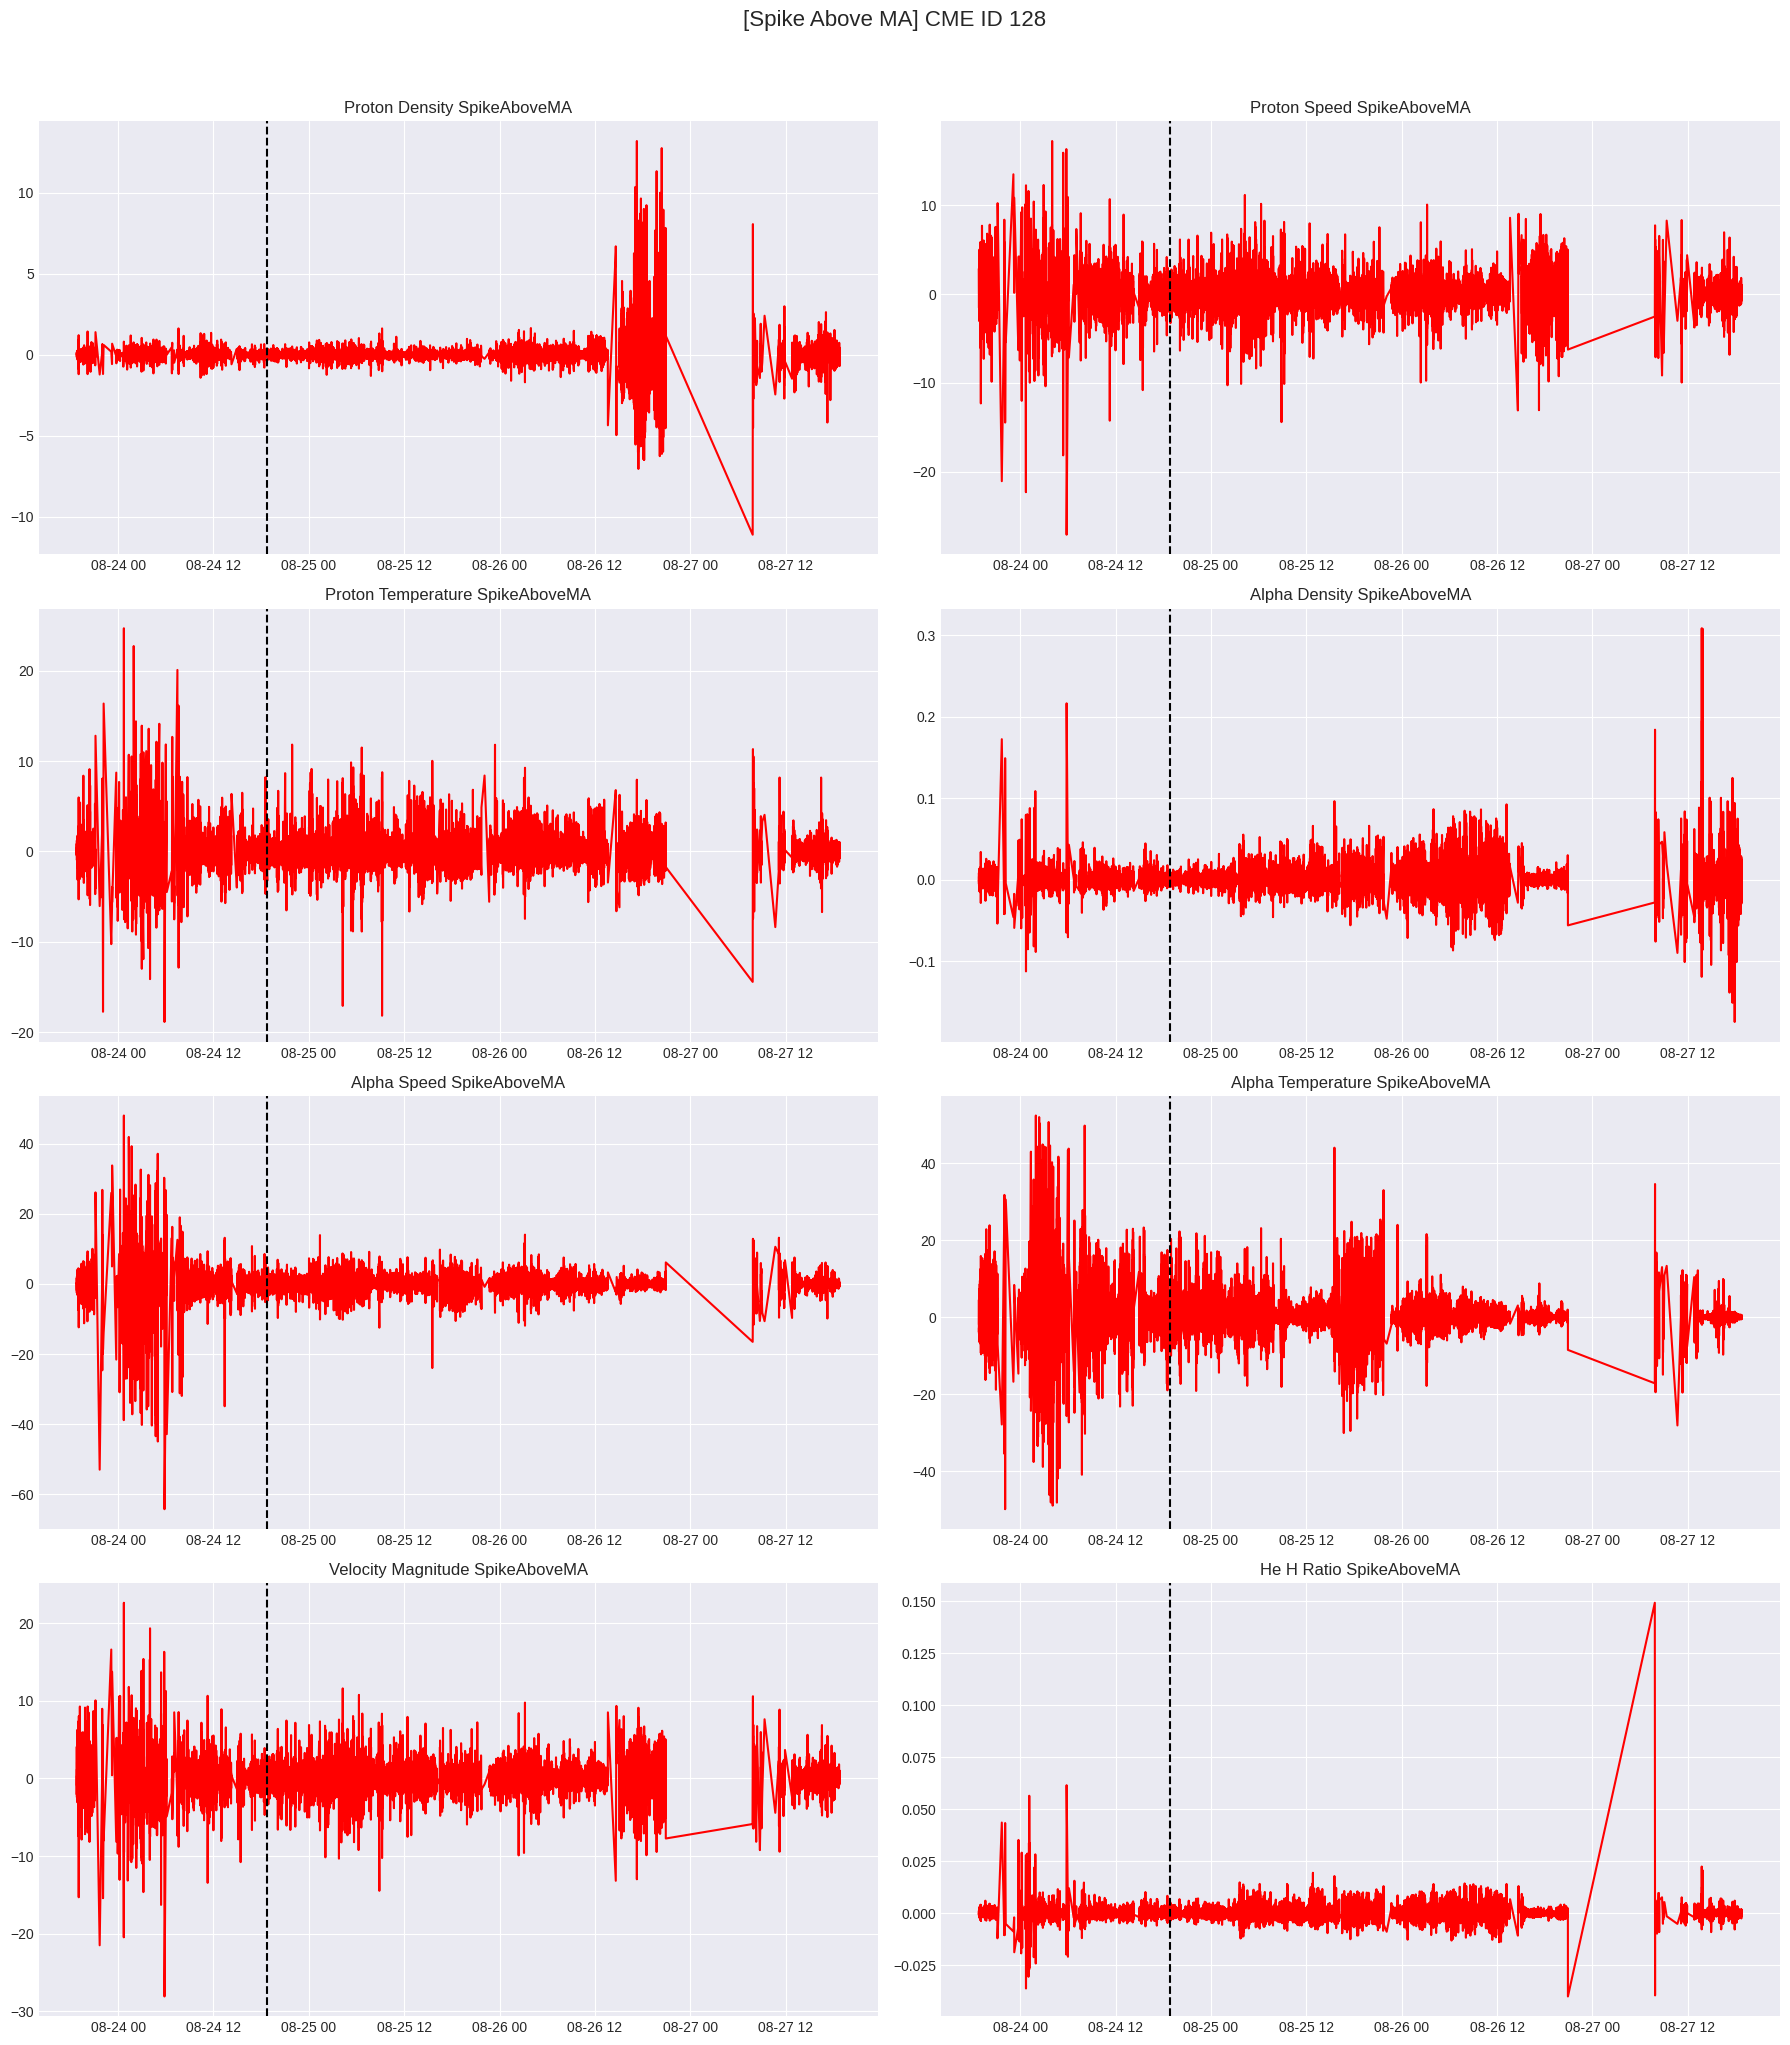 [Spike Above MA] CME ID 128
Proton Density SpikeAboveMA
10
5
0
−5
−10
08-24 00 08-24 12 08-25 00 08-25 12 08-26 00 08-26 12 08-27 00 08-27 12
Proton Speed SpikeAboveMA
10
0
−10
−20
08-24 00 08-24 12 08-25 00 08-25 12 08-26 00 08-26 12 08-27 00 08-27 12
Proton Temperature SpikeAboveMA
20
10
0
−10
−20
08-24 00 08-24 12 08-25 00 08-25 12 08-26 00 08-26 12 08-27 00 08-27 12
Alpha Density SpikeAboveMA
0.3
0.2
0.1
0.0
−0.1
08-24 00 08-24 12 08-25 00 08-25 12 08-26 00 08-26 12 08-27 00 08-27 12
Alpha Speed SpikeAboveMA
40
20
0
−20
−40
−60
08-24 00 08-24 12 08-25 00 08-25 12 08-26 00 08-26 12 08-27 00 08-27 12
Alpha Temperature SpikeAboveMA
40
20
0
−20
−40
08-24 00 08-24 12 08-25 00 08-25 12 08-26 00 08-26 12 08-27 00 08-27 12
Velocity Magnitude SpikeAboveMA
20
10
0
−10
−20
−30
08-24 00 08-24 12 08-25 00 08-25 12 08-26 00 08-26 12 08-27 00 08-27 12
He H Ratio SpikeAboveMA
0.150
0.125
0.100
0.075
0.050
0.025
0.000
−0.025
08-24 00 08-24 12 08-25 00 08-25 12 08-26 00 08-26 12 08-27 00 08-27 12